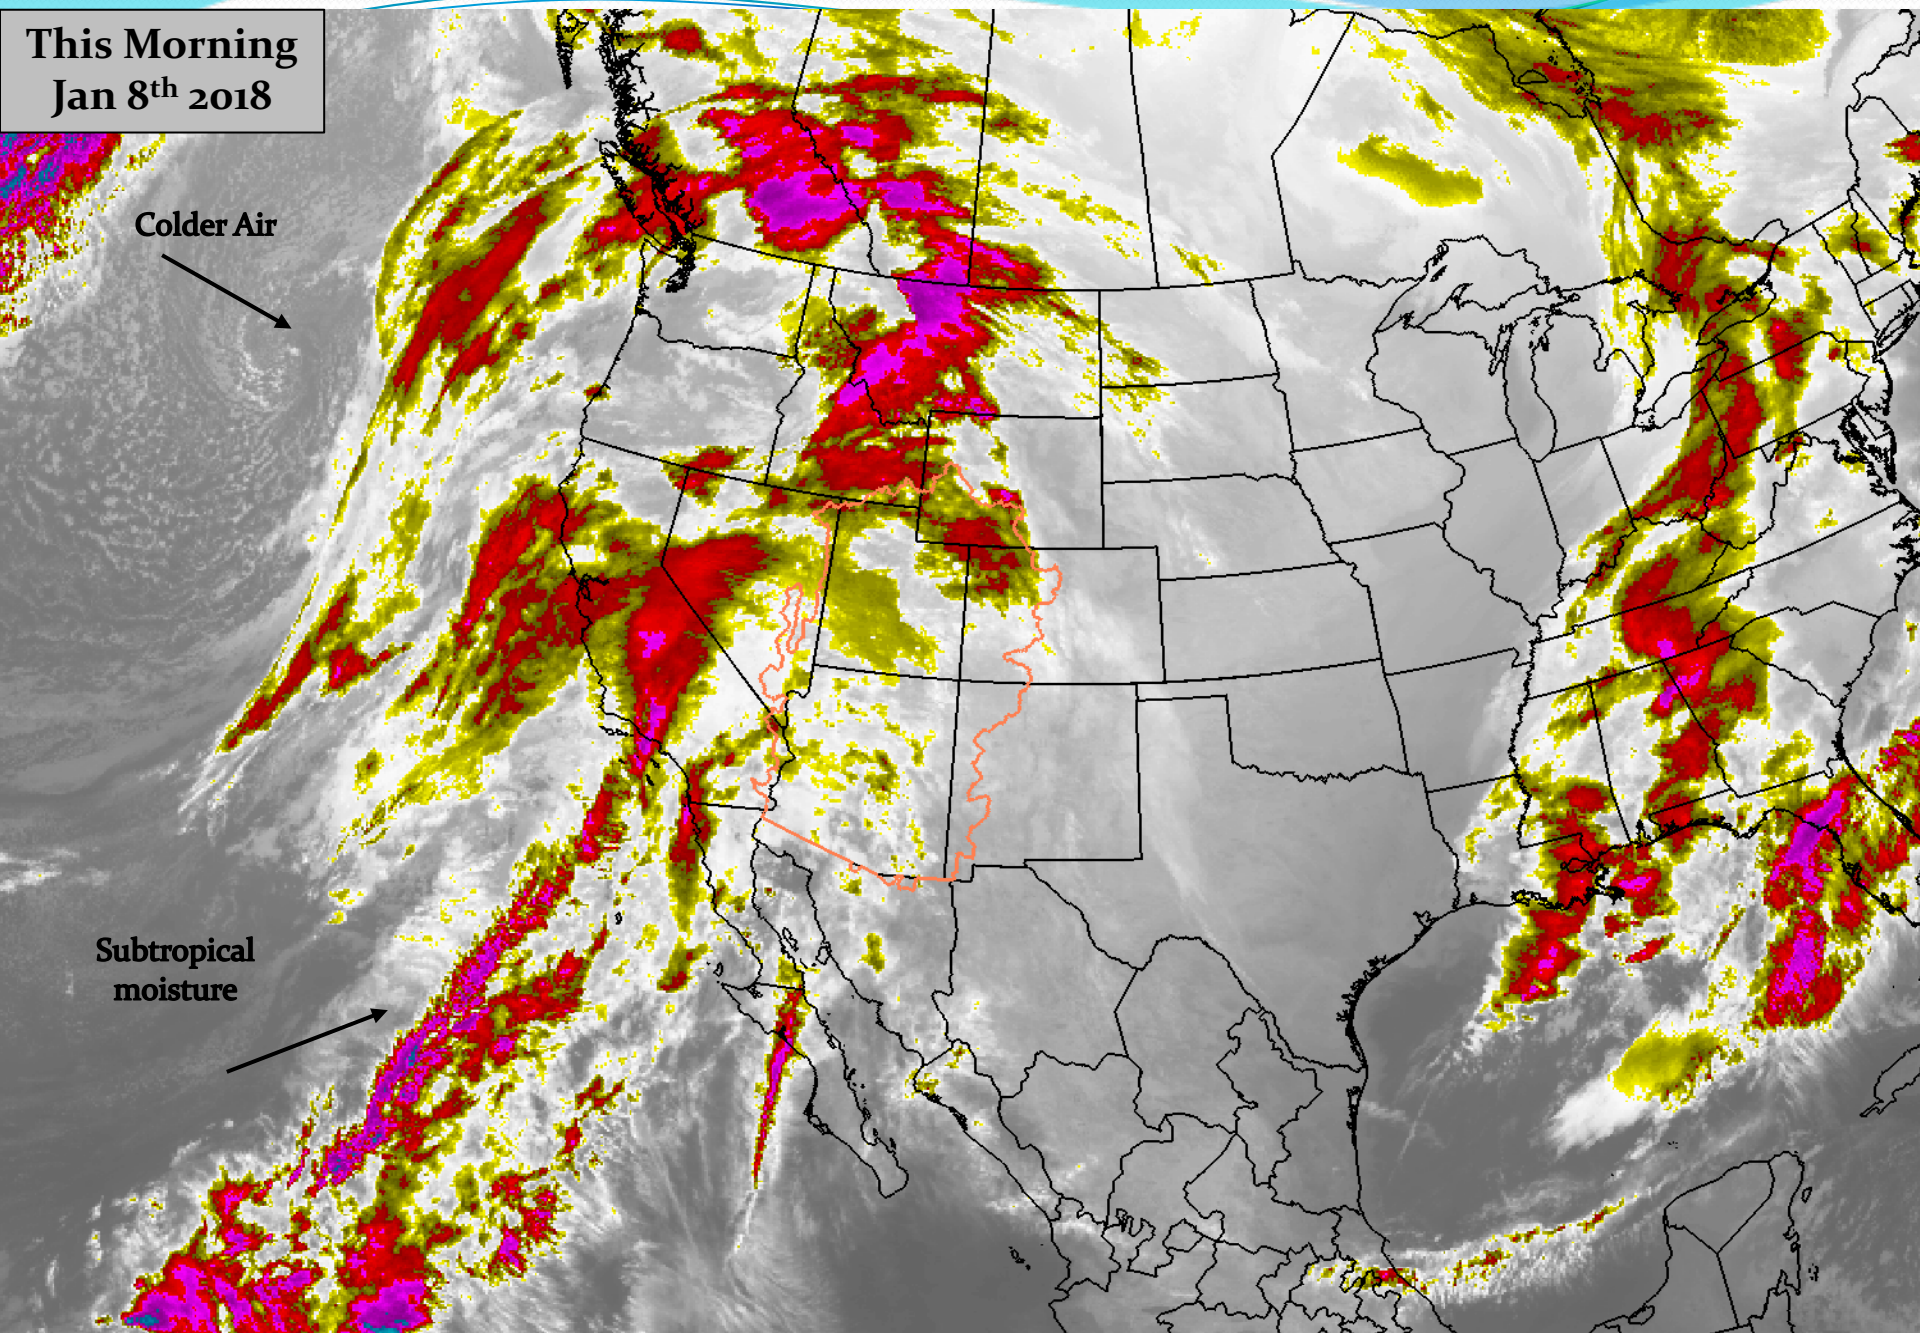 This Morning
Jan 8th 2018
Colder Air
Subtropical
moisture